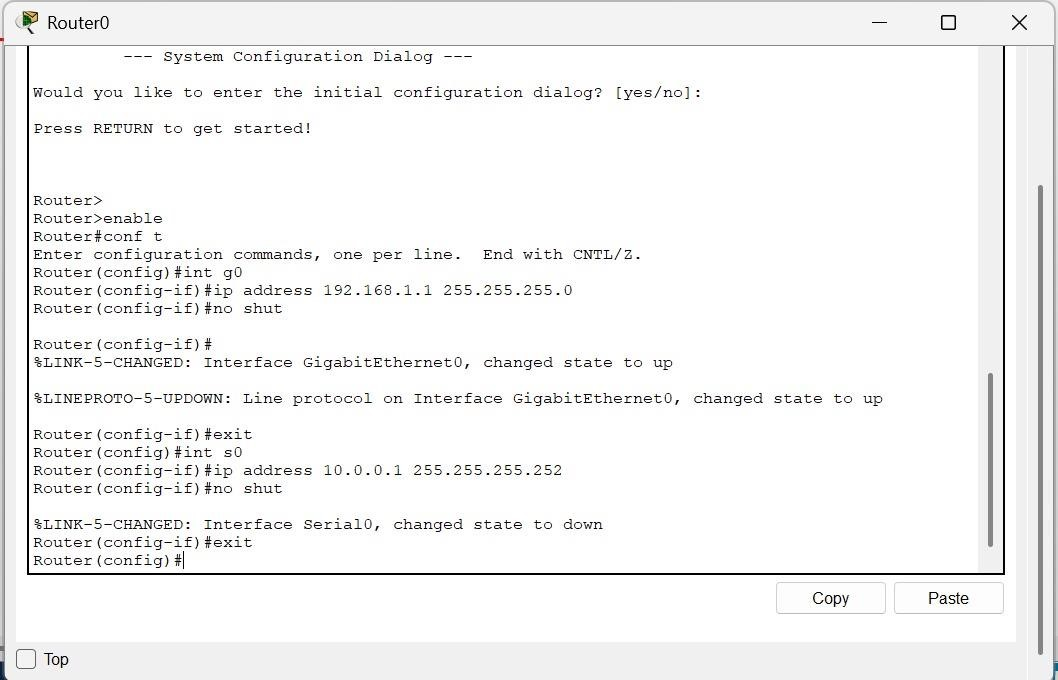 Router0
--- System Configuration Dialog ---
Would you like to enter the initial configuration dialog? [yes/no]:
Press RETURN to get started!
Router>
Router>enable
Router#conf t
Enter configuration commands, one per line.  End with CNTL/Z.
Router(config)#int g0
Router(config-if)#ip address 192.168.1.1 255.255.255.0
Router(config-if)#no shut
Router(config-if)#
%LINK-5-CHANGED: Interface GigabitEthernet0, changed state to up
%LINEPROTO-5-UPDOWN: Line protocol on Interface GigabitEthernet0, changed state to up
Router(config-if)#exit
Router(config)#int s0
Router(config-if)#ip address 10.0.0.1 255.255.255.252
Router(config-if)#no shut
%LINK-5-CHANGED: Interface Serial0, changed state to down
Router(config-if)#exit
Router(config)#
Copy Paste
Top